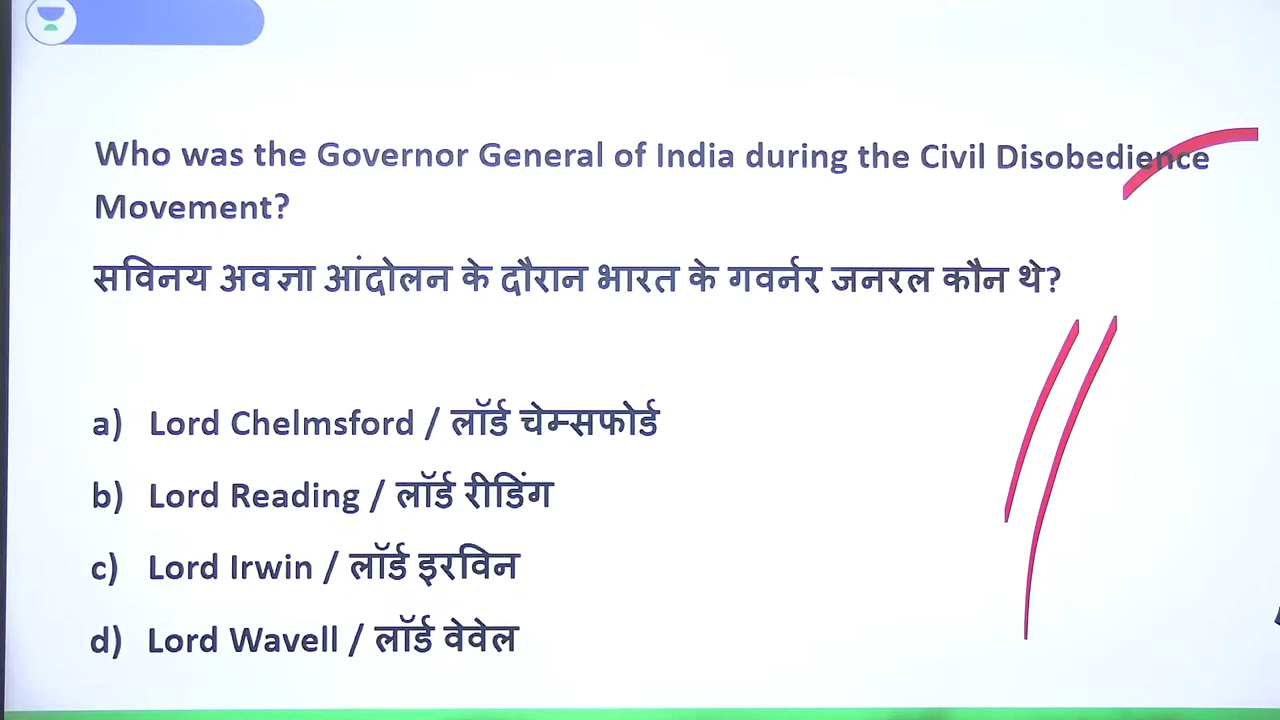 Who was the Governor General of India during the Civil Disobedience
Movement?
सविनय अवज्ञा आंदोलन के दौरान भारत के गवर्नर जनरल कौन थे?
a) Lord Chelmsford / लॉर्ड चेम्सफोर्ड
b) Lord Reading / लॉर्ड रीडिंग
c) Lord Irwin / लॉर्ड इरविन
d) Lord Wavell / लॉर्ड वेवेल